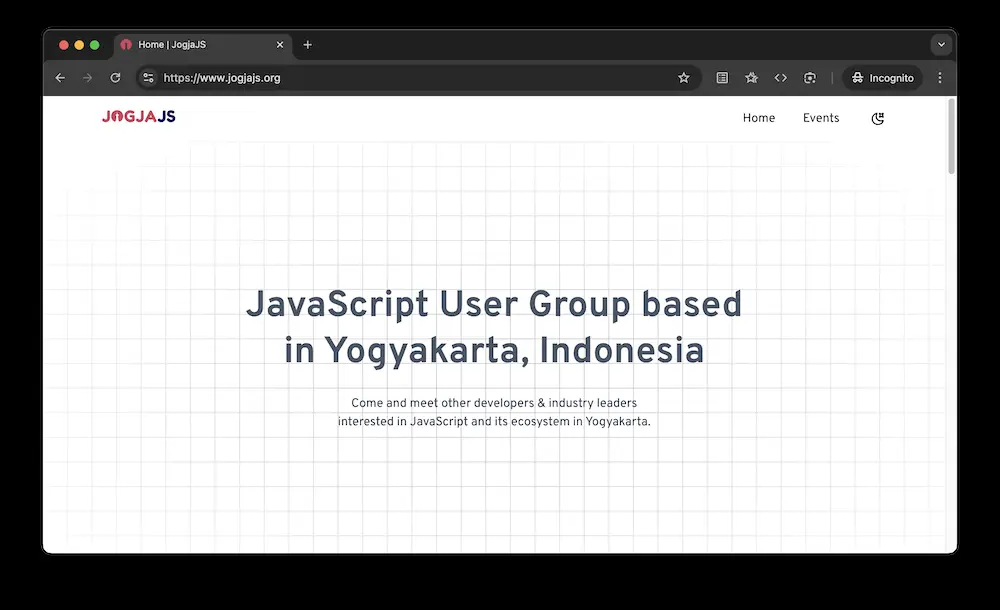 Home | JogjaJS
https://www.jogjajs.org
Incognito
JOGJAJS
Home
Events
JavaScript User Group based
in Yogyakarta, Indonesia
Come and meet other developers & industry leaders
interested in JavaScript and its ecosystem in Yogyakarta.